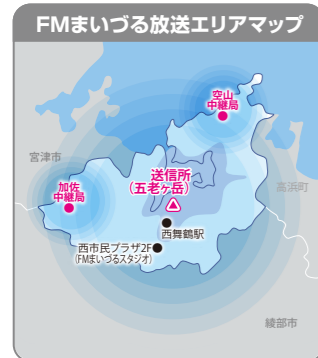 FMまいづる放送エリアマップ
空山
中継局
宮津市
送信所
(五老ヶ岳)
高浜町
加佐
中継局
西舞鶴駅
西市民プラザ2F
(FMまいづるスタジオ)
綾部市